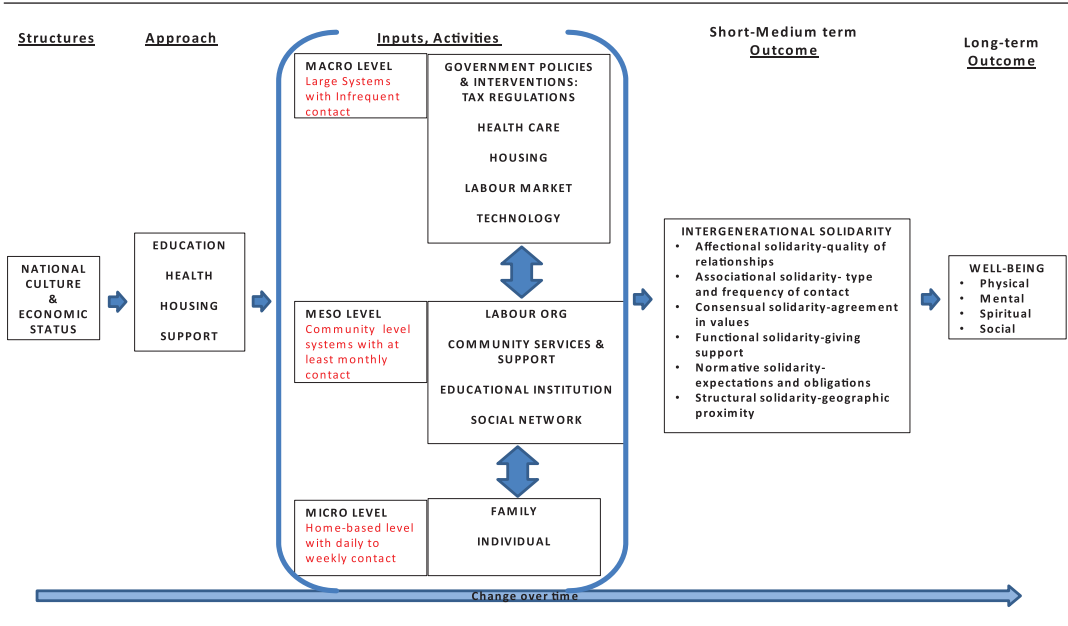 Structures
Approach
Inputs, Activities
Short-Medium term
Outcome
Long-term
Outcome
NATIONAL
CULTURE
&
ECONOMIC
STATUS
EDUCATION
HEALTH
HOUSING
SUPPORT
MACRO LEVEL
Large Systems
with Infrequent
contact
GOVERNMENT POLICIES
& INTERVENTIONS:
TAX REGULATIONS
HEALTH CARE
HOUSING
LABOUR MARKET
TECHNOLOGY
MESO LEVEL
Community level
systems with at
least monthly
contact
LABOUR ORG
COMMUNITY SERVICES &
SUPPORT
EDUCATIONAL INSTITUTION
SOCIAL NETWORK
MICRO LEVEL
Home-based level
with daily to
weekly contact
FAMILY
INDIVIDUAL
INTERGENERATIONAL SOLIDARITY
• Affectional solidarity-quality of
relationships
• Associational solidarity- type
and frequency of contact
• Consensual solidarity-agreement
in values
• Functional solidarity-giving
support
• Normative solidarity-
expectations and obligations
• Structural solidarity-geographic
proximity
WELL-BEING
• Physical
• Mental
• Spiritual
• Social
Change over time